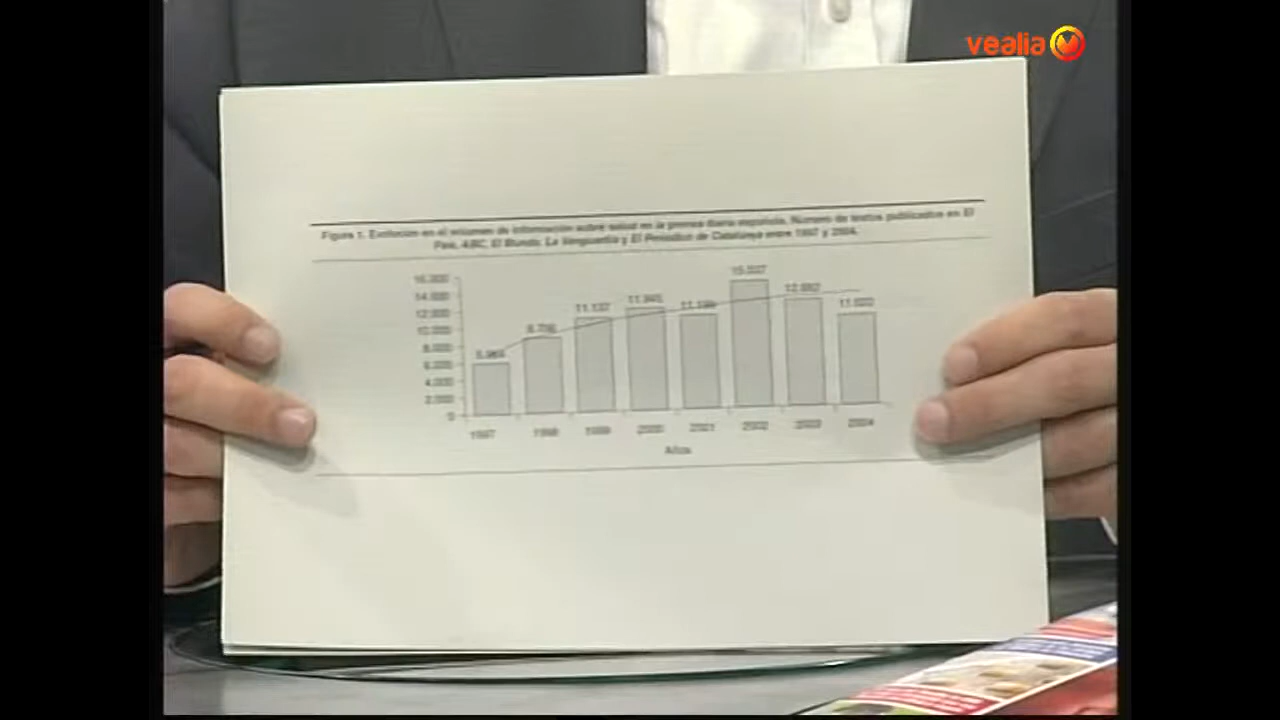 vealia
Figura 1. Evolución en el volumen de información sobre salud en la prensa diaria española. Número de textos publicados en El
País, ABC, El Mundo, La Vanguardia y El Periódico de Catalunya entre 1997 y 2004.
16.000
14.000
12.000
10.000
8.000
6.000
4.000
2.000
0
11.137
1997 1998 1999 2000 2001 2002 2003 2004
Años